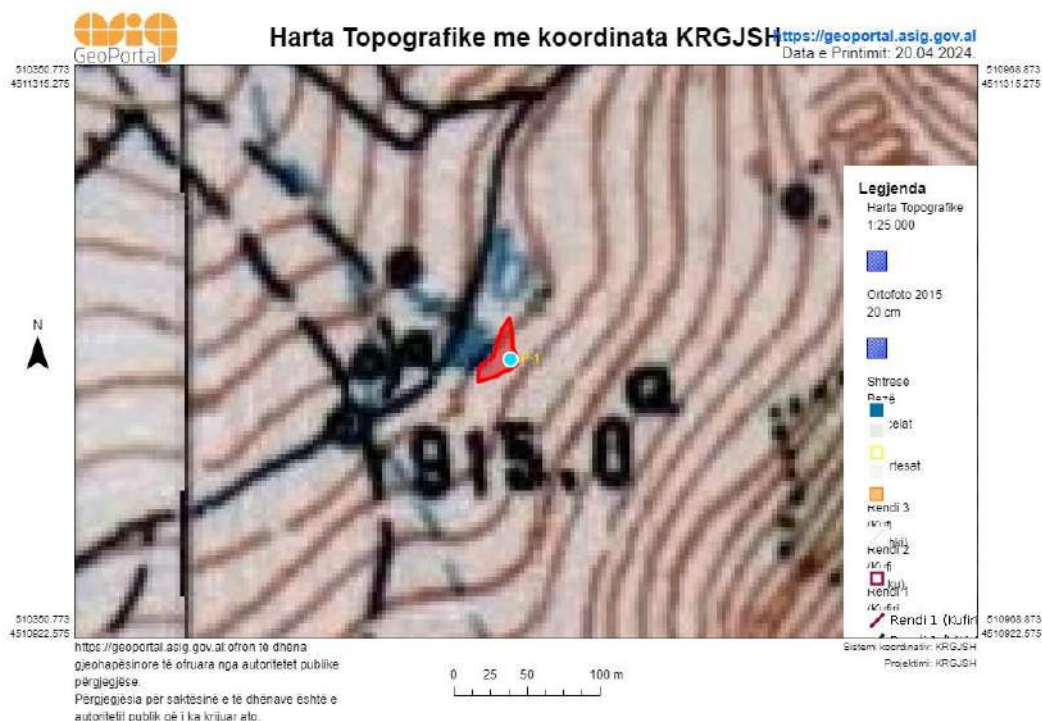 asig
GeoPortal
Harta Topografike me koordinata KRGJSH
https://geoportal.asig.gov.al
Data e Printimit: 20.04.2024.
510350.773
4511315.275
510968.873
4511315.275
N
P-1
915.0
Legjenda
Harta Topografike
1:25 000
Ortofoto 2015
20 cm
Shtresë
Bazë
Rendi 3
Rendi 2
Rendi 1
Rendi 1 (Kufiri
510350.773
4510922.575
510968.873
4510922.575
Sistemi koordinativ: KRGJSH
Projektimi: KRGJSH
https://geoportal.asig.gov.al ofron të dhëna
gjeohapësinore të ofruara nga autoritetet publike
përgjegjëse.
Përgjegjësia për saktësinë e të dhënave është e
autoritetit publik që i ka krijuar ato.
0 25 50 100 m